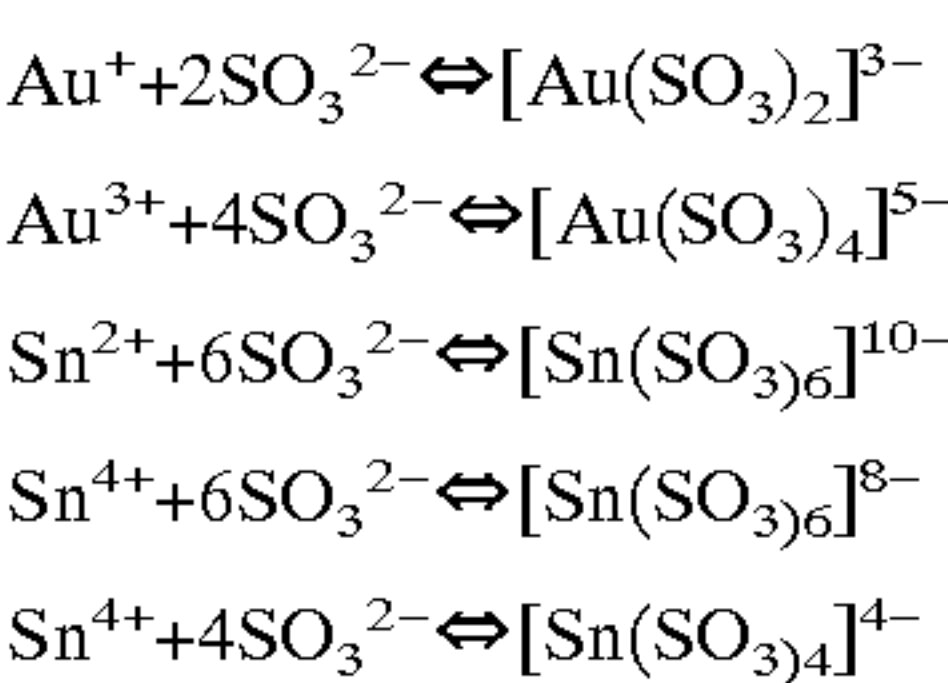 Au⁺+2SO₃²⁻⇔[Au(SO₃)₂]³⁻
Au³⁺+4SO₃²⁻⇔[Au(SO₃)₄]⁵⁻
Sn²⁺+6SO₃²⁻⇔[Sn(SO₃₎₆]¹⁰⁻
Sn⁴⁺+6SO₃²⁻⇔[Sn(SO₃₎₆]⁸⁻
Sn⁴⁺+4SO₃²⁻⇔[Sn(SO₃₎₄]⁴⁻